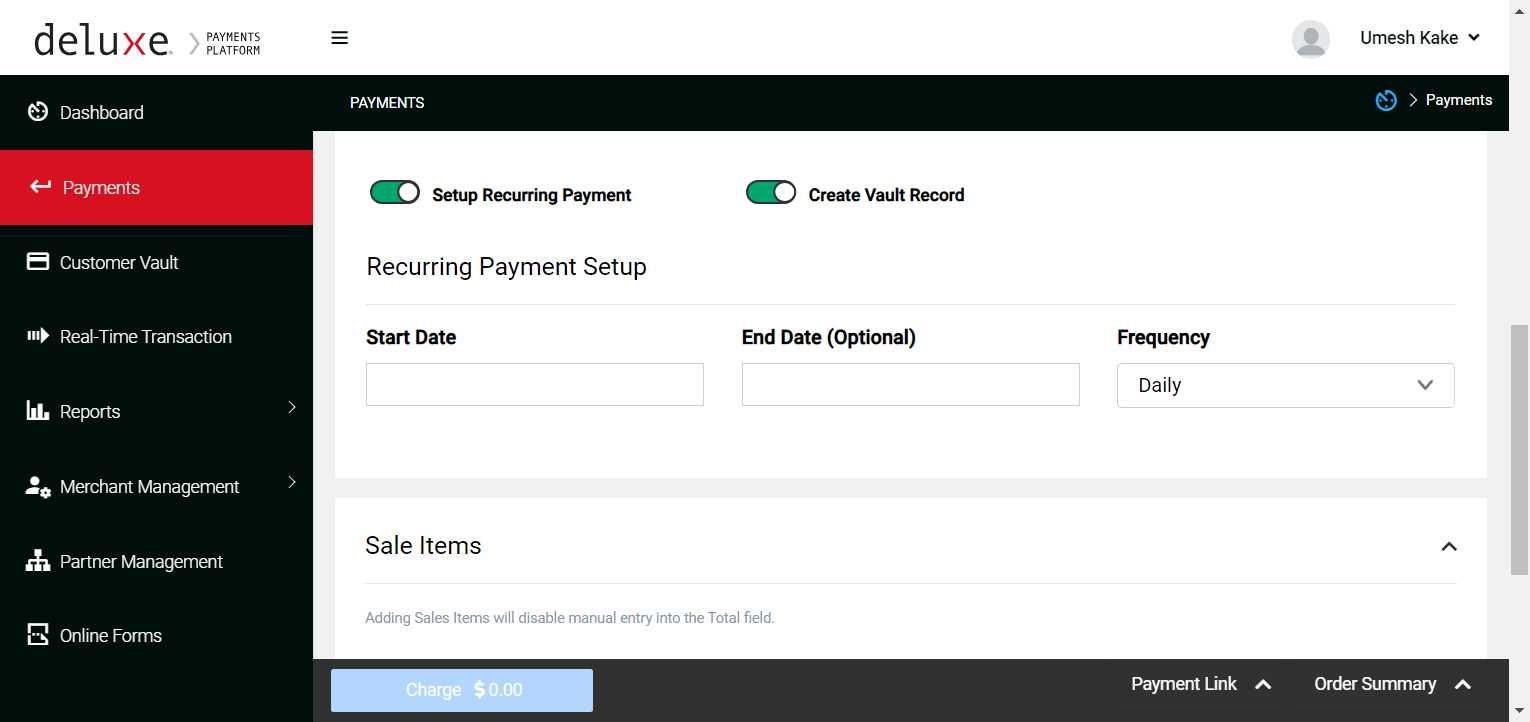 deluxe. PAYMENTS
PLATFORM
Umesh Kake
PAYMENTS
Payments
Dashboard
Payments
Customer Vault
Real-Time Transaction
Reports
Merchant Management
Partner Management
Online Forms
Setup Recurring Payment
Create Vault Record
Recurring Payment Setup
Start Date
End Date (Optional)
Frequency
Daily
Sale Items
Adding Sales Items will disable manual entry into the Total field.
Charge $0.00
Payment Link
Order Summary